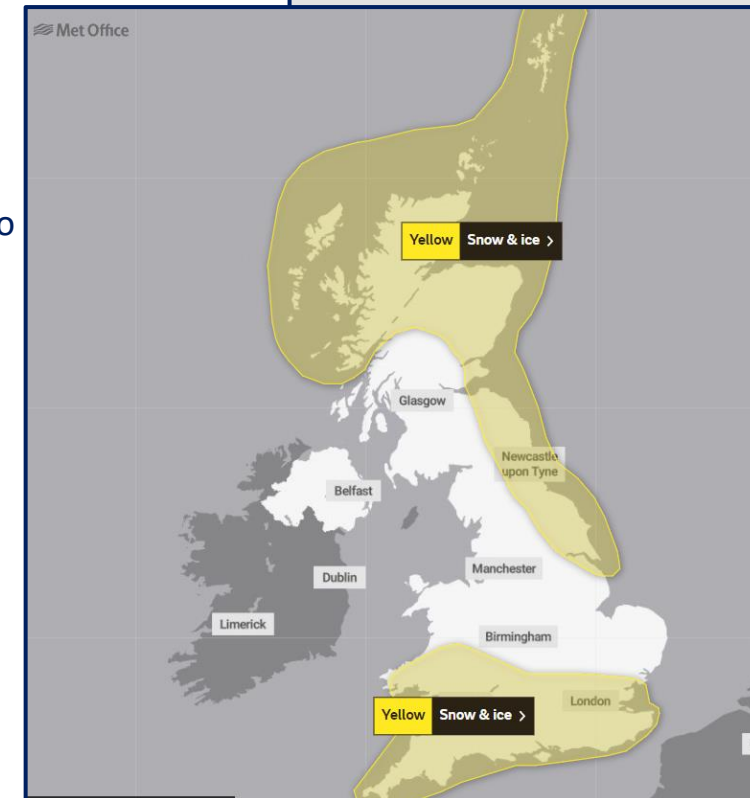 Met Office
o
Yellow Snow & ice >
Glasgow
Newcastle
upon Tyne
Belfast
Manchester
Dublin
Limerick
Birmingham
London
Yellow Snow & ice >